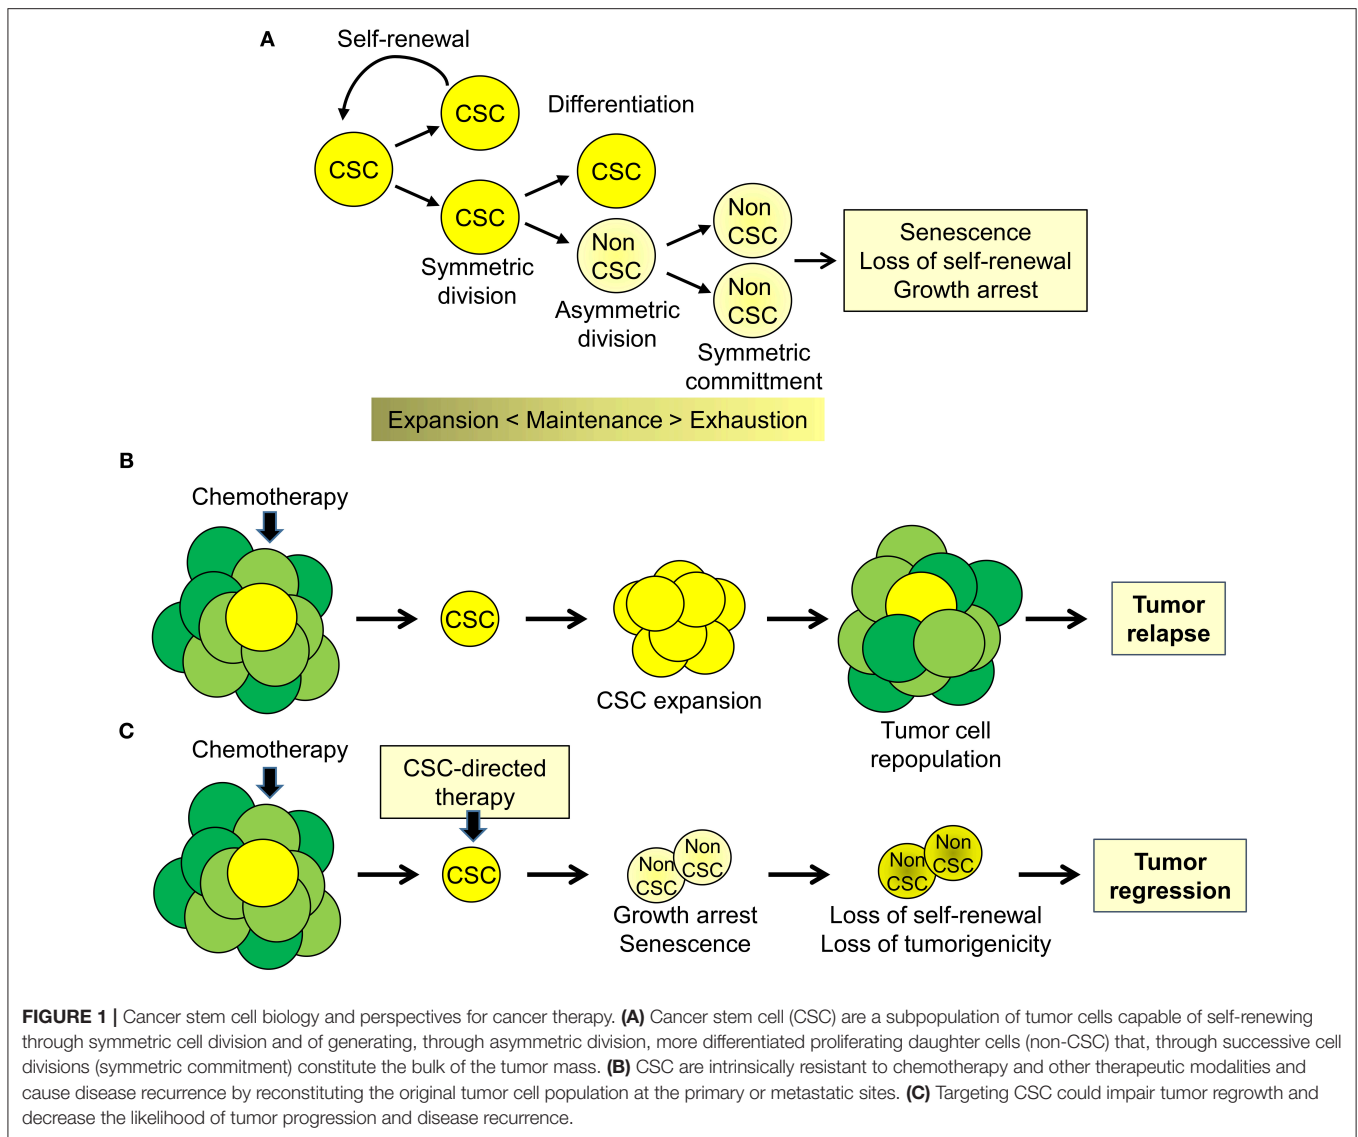 A
Self-renewal
CSC
CSC
Differentiation
CSC
CSC
Symmetric
division
Non
CSC
Asymmetric
division
Non
CSC
Non
CSC
Symmetric
committment
Senescence
Loss of self-renewal
Growth arrest
Expansion < Maintenance > Exhaustion
B
Chemotherapy
CSC
CSC expansion
Tumor cell
repopulation
Tumor
relapse
C
Chemotherapy
CSC-directed
therapy
CSC
Non
CSC
Non
CSC
Growth arrest
Senescence
Non
CSC
Non
CSC
Loss of self-renewal
Loss of tumorigenicity
Tumor
regression
FIGURE 1 | Cancer stem cell biology and perspectives for cancer therapy. (A) Cancer stem cell (CSC) are a subpopulation of tumor cells capable of self-renewing
through symmetric cell division and of generating, through asymmetric division, more differentiated proliferating daughter cells (non-CSC) that, through successive cell
divisions (symmetric commitment) constitute the bulk of the tumor mass. (B) CSC are intrinsically resistant to chemotherapy and other therapeutic modalities and
cause disease recurrence by reconstituting the original tumor cell population at the primary or metastatic sites. (C) Targeting CSC could impair tumor regrowth and
decrease the likelihood of tumor progression and disease recurrence.